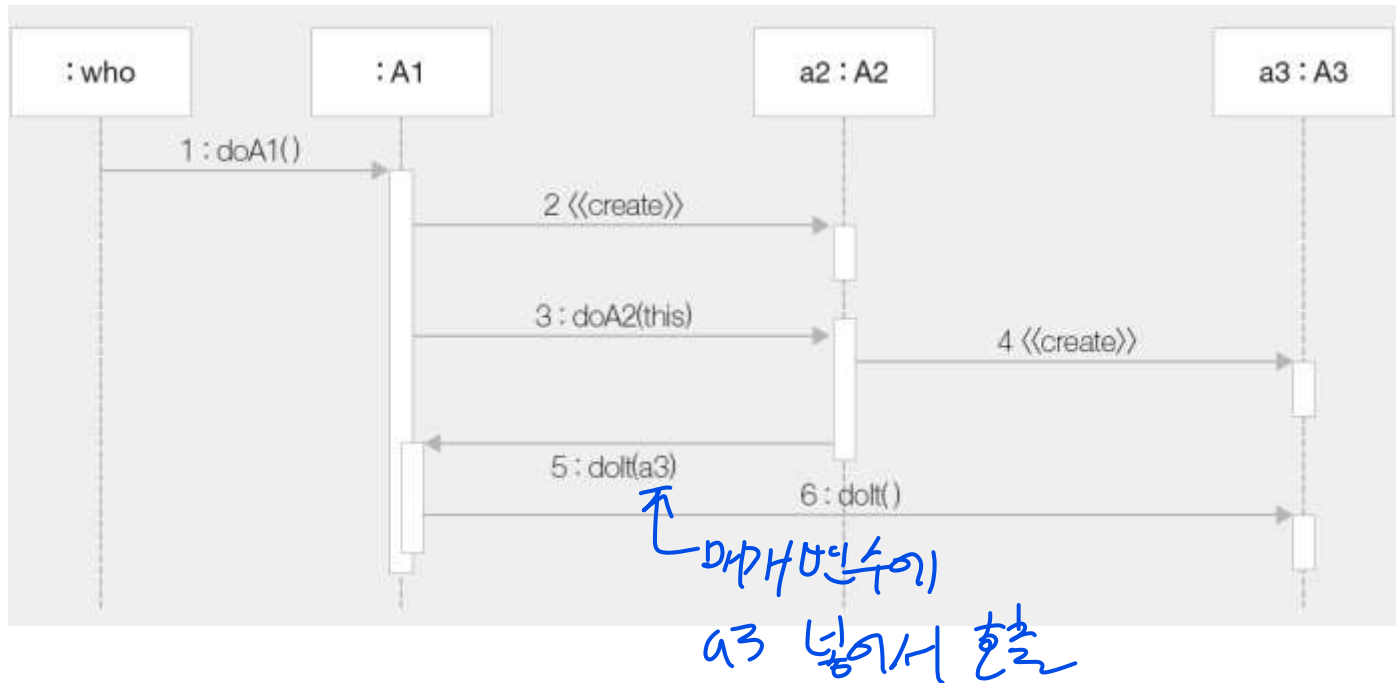 : who
: A1
a2 : A2
a3 : A3
1 : doA1( )
2 《create》
3 : doA2(this)
4 《create》
5 : doIt(a3)
6 : doIt( )
매개변수에
a3 넣어서 호출